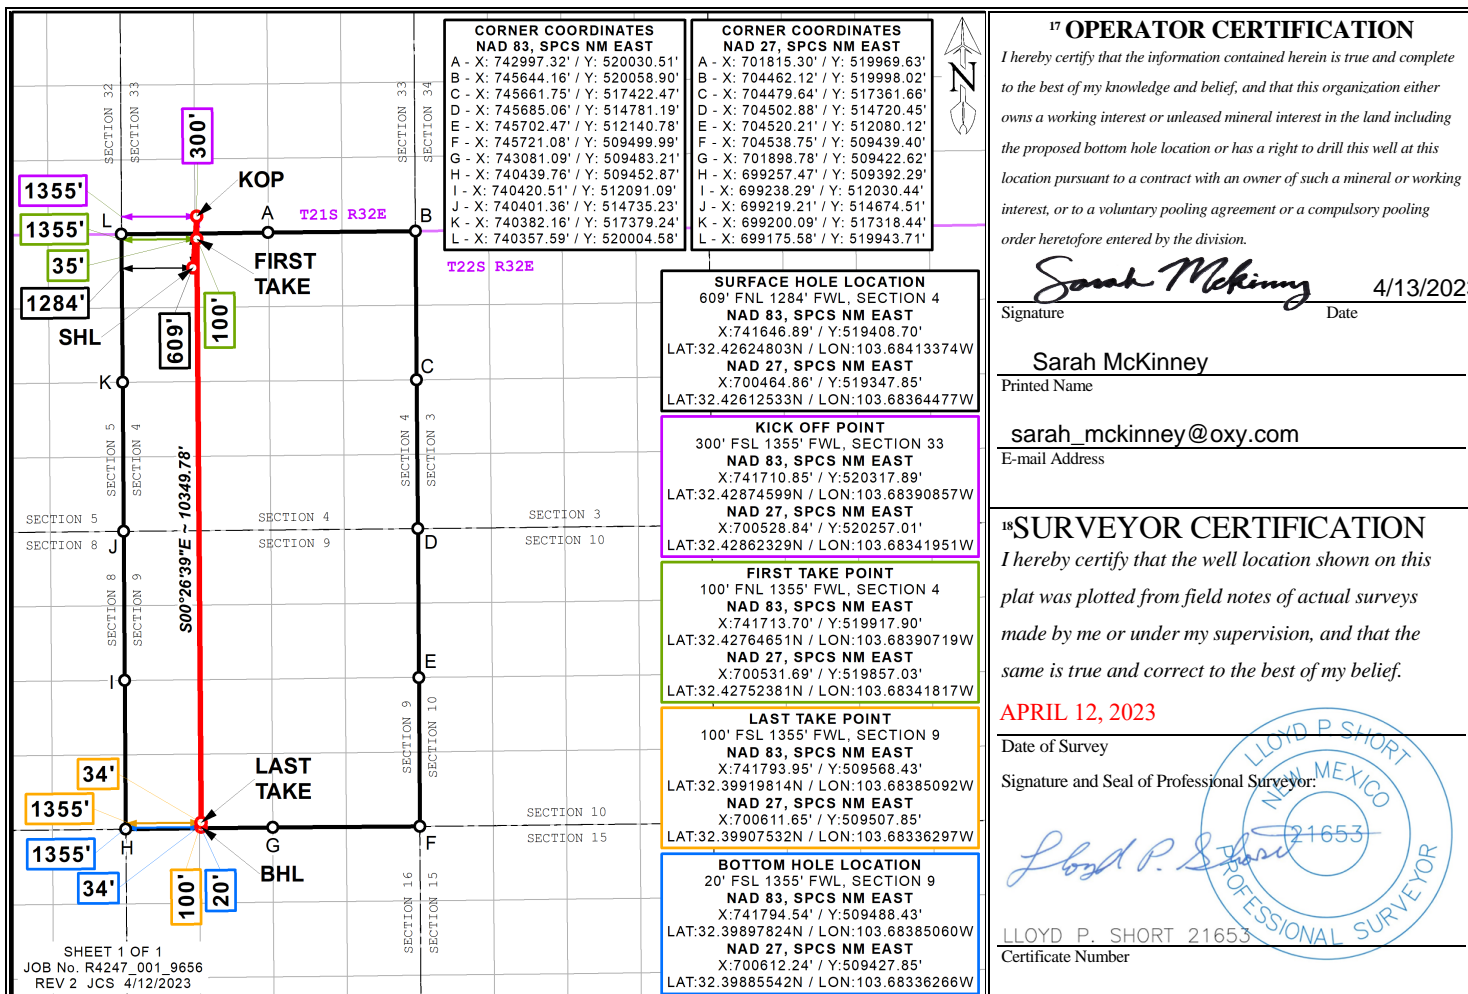 SECTION 32
SECTION 33
SECTION 33
SECTION 34
300'
1355'
1355'
35'
1284'
609'
100'
KOP
FIRST
TAKE
SHL
L
A
B
T21S R32E
T22S R32E
K
C
SECTION 5
SECTION 4
SECTION 4
SECTION 3
S00°26'39"E ~ 10349.78'
SECTION 5
SECTION 4
SECTION 3
SECTION 8
SECTION 9
SECTION 10
J
D
SECTION 8
SECTION 9
I
E
SECTION 9
SECTION 10
LAST
TAKE
34'
1355'
1355'
34'
100'
20'
H
G
F
BHL
SECTION 10
SECTION 15
SECTION 16
SECTION 15
SHEET 1 OF 1
JOB No. R4247_001_9656
REV 2 JCS 4/12/2023
CORNER COORDINATES
NAD 83, SPCS NM EAST
A - X: 742997.32' / Y: 520030.51'
B - X: 745644.16' / Y: 520058.90'
C - X: 745661.75' / Y: 517422.47'
D - X: 745685.06' / Y: 514781.19'
E - X: 745702.47' / Y: 512140.78'
F - X: 745721.08' / Y: 509499.99'
G - X: 743081.09' / Y: 509483.21'
H - X: 740439.76' / Y: 509452.87'
I - X: 740420.51' / Y: 512091.09'
J - X: 740401.36' / Y: 514735.23'
K - X: 740382.16' / Y: 517379.24'
L - X: 740357.59' / Y: 520004.58'
CORNER COORDINATES
NAD 27, SPCS NM EAST
A - X: 701815.30' / Y: 519969.63'
B - X: 704462.12' / Y: 519998.02'
C - X: 704479.64' / Y: 517361.66'
D - X: 704502.88' / Y: 514720.45'
E - X: 704520.21' / Y: 512080.12'
F - X: 704538.75' / Y: 509439.40'
G - X: 701898.78' / Y: 509422.62'
H - X: 699257.47' / Y: 509392.29'
I - X: 699238.29' / Y: 512030.44'
J - X: 699219.21' / Y: 514674.51'
K - X: 699200.09' / Y: 517318.44'
L - X: 699175.58' / Y: 519943.71'
N
SURFACE HOLE LOCATION
609' FNL 1284' FWL, SECTION 4
NAD 83, SPCS NM EAST
X:741646.89' / Y:519408.70'
LAT:32.42624803N / LON:103.68413374W
NAD 27, SPCS NM EAST
X:700464.86' / Y:519347.85'
LAT:32.42612533N / LON:103.68364477W
KICK OFF POINT
300' FSL 1355' FWL, SECTION 33
NAD 83, SPCS NM EAST
X:741710.85' / Y:520317.89'
LAT:32.42874599N / LON:103.68390857W
NAD 27, SPCS NM EAST
X:700528.84' / Y:520257.01'
LAT:32.42862329N / LON:103.68341951W
FIRST TAKE POINT
100' FNL 1355' FWL, SECTION 4
NAD 83, SPCS NM EAST
X:741713.70' / Y:519917.90'
LAT:32.42764651N / LON:103.68390719W
NAD 27, SPCS NM EAST
X:700531.69' / Y:519857.03'
LAT:32.42752381N / LON:103.68341817W
LAST TAKE POINT
100' FSL 1355' FWL, SECTION 9
NAD 83, SPCS NM EAST
X:741793.95' / Y:509568.43'
LAT:32.39919814N / LON:103.68385092W
NAD 27, SPCS NM EAST
X:700611.65' / Y:509507.85'
LAT:32.39907532N / LON:103.68336297W
BOTTOM HOLE LOCATION
20' FSL 1355' FWL, SECTION 9
NAD 83, SPCS NM EAST
X:741794.54' / Y:509488.43'
LAT:32.39897824N / LON:103.68385060W
NAD 27, SPCS NM EAST
X:700612.24' / Y:509427.85'
LAT:32.39885542N / LON:103.68336266W
17 OPERATOR CERTIFICATION
I hereby certify that the information contained herein is true and complete
to the best of my knowledge and belief, and that this organization either
owns a working interest or unleased mineral interest in the land including
the proposed bottom hole location or has a right to drill this well at this
location pursuant to a contract with an owner of such a mineral or working
interest, or to a voluntary pooling agreement or a compulsory pooling
order heretofore entered by the division.
Sarah McKinney 4/13/2023
Signature Date
Sarah McKinney
Printed Name
sarah_mckinney@oxy.com
E-mail Address
18 SURVEYOR CERTIFICATION
I hereby certify that the well location shown on this
plat was plotted from field notes of actual surveys
made by me or under my supervision, and that the
same is true and correct to the best of my belief.
APRIL 12, 2023
Date of Survey
Signature and Seal of Professional Surveyor:
Lloyd P. Short
LLOYD P SHORT
NEW MEXICO
21653
PROFESSIONAL SURVEYOR
LLOYD P. SHORT 21653
Certificate Number